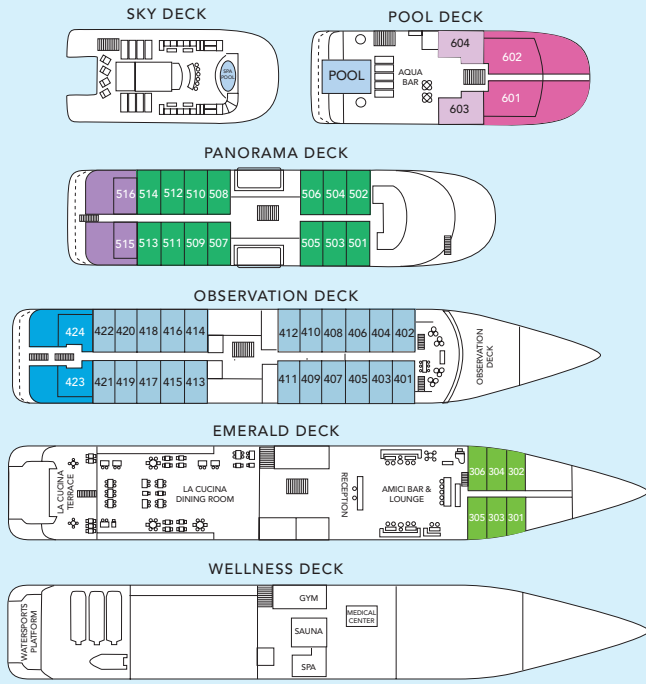 SKY DECK
SPA
POOL
POOL DECK
604
602
POOL
AQUA
BAR
603
601
PANORAMA DECK
516 514 512 510 508 506 504 502
515 513 511 509 507 505 503 501
OBSERVATION DECK
424 422 420 418 416 414 412 410 408 406 404 402
423 421 419 417 415 413 411 409 407 405 403 401
OBSERVATION
DECK
EMERALD DECK
LA CUCINA
TERRACE
LA CUCINA
DINING ROOM
RECEPTION
AMICI BAR &
LOUNGE
306 304 302
305 303 301
WELLNESS DECK
WATERSPORTS
PLATFORM
GYM
SAUNA
SPA
MEDICAL
CENTER